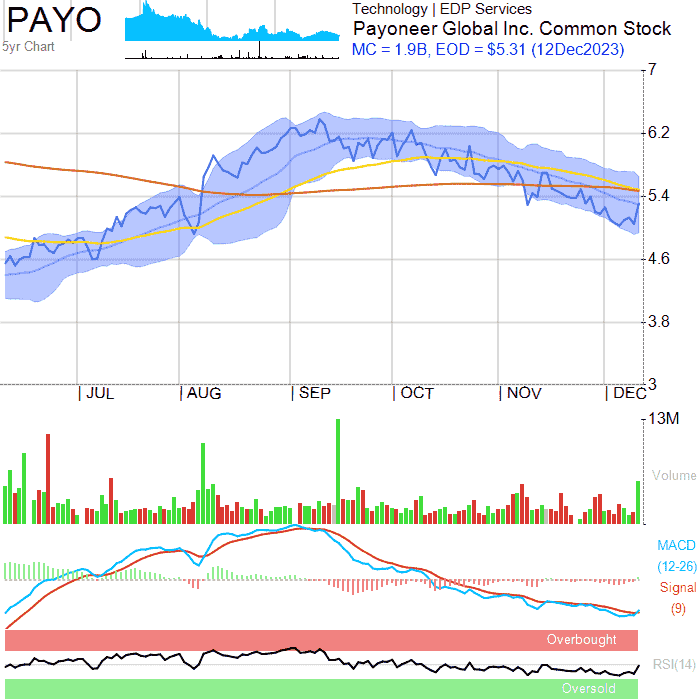 PAYO
5yr Chart
Technology | EDP Services
Payoneer Global Inc. Common Stock
MC = 1.9B, EOD = $5.31 (12Dec2023)
7
6.2
5.4
4.6
3.8
3
| JUL | AUG | SEP | OCT | NOV | DEC
13M
Volume
MACD
(12-26)
Signal
(9)
Overbought
RSI(14)
Oversold